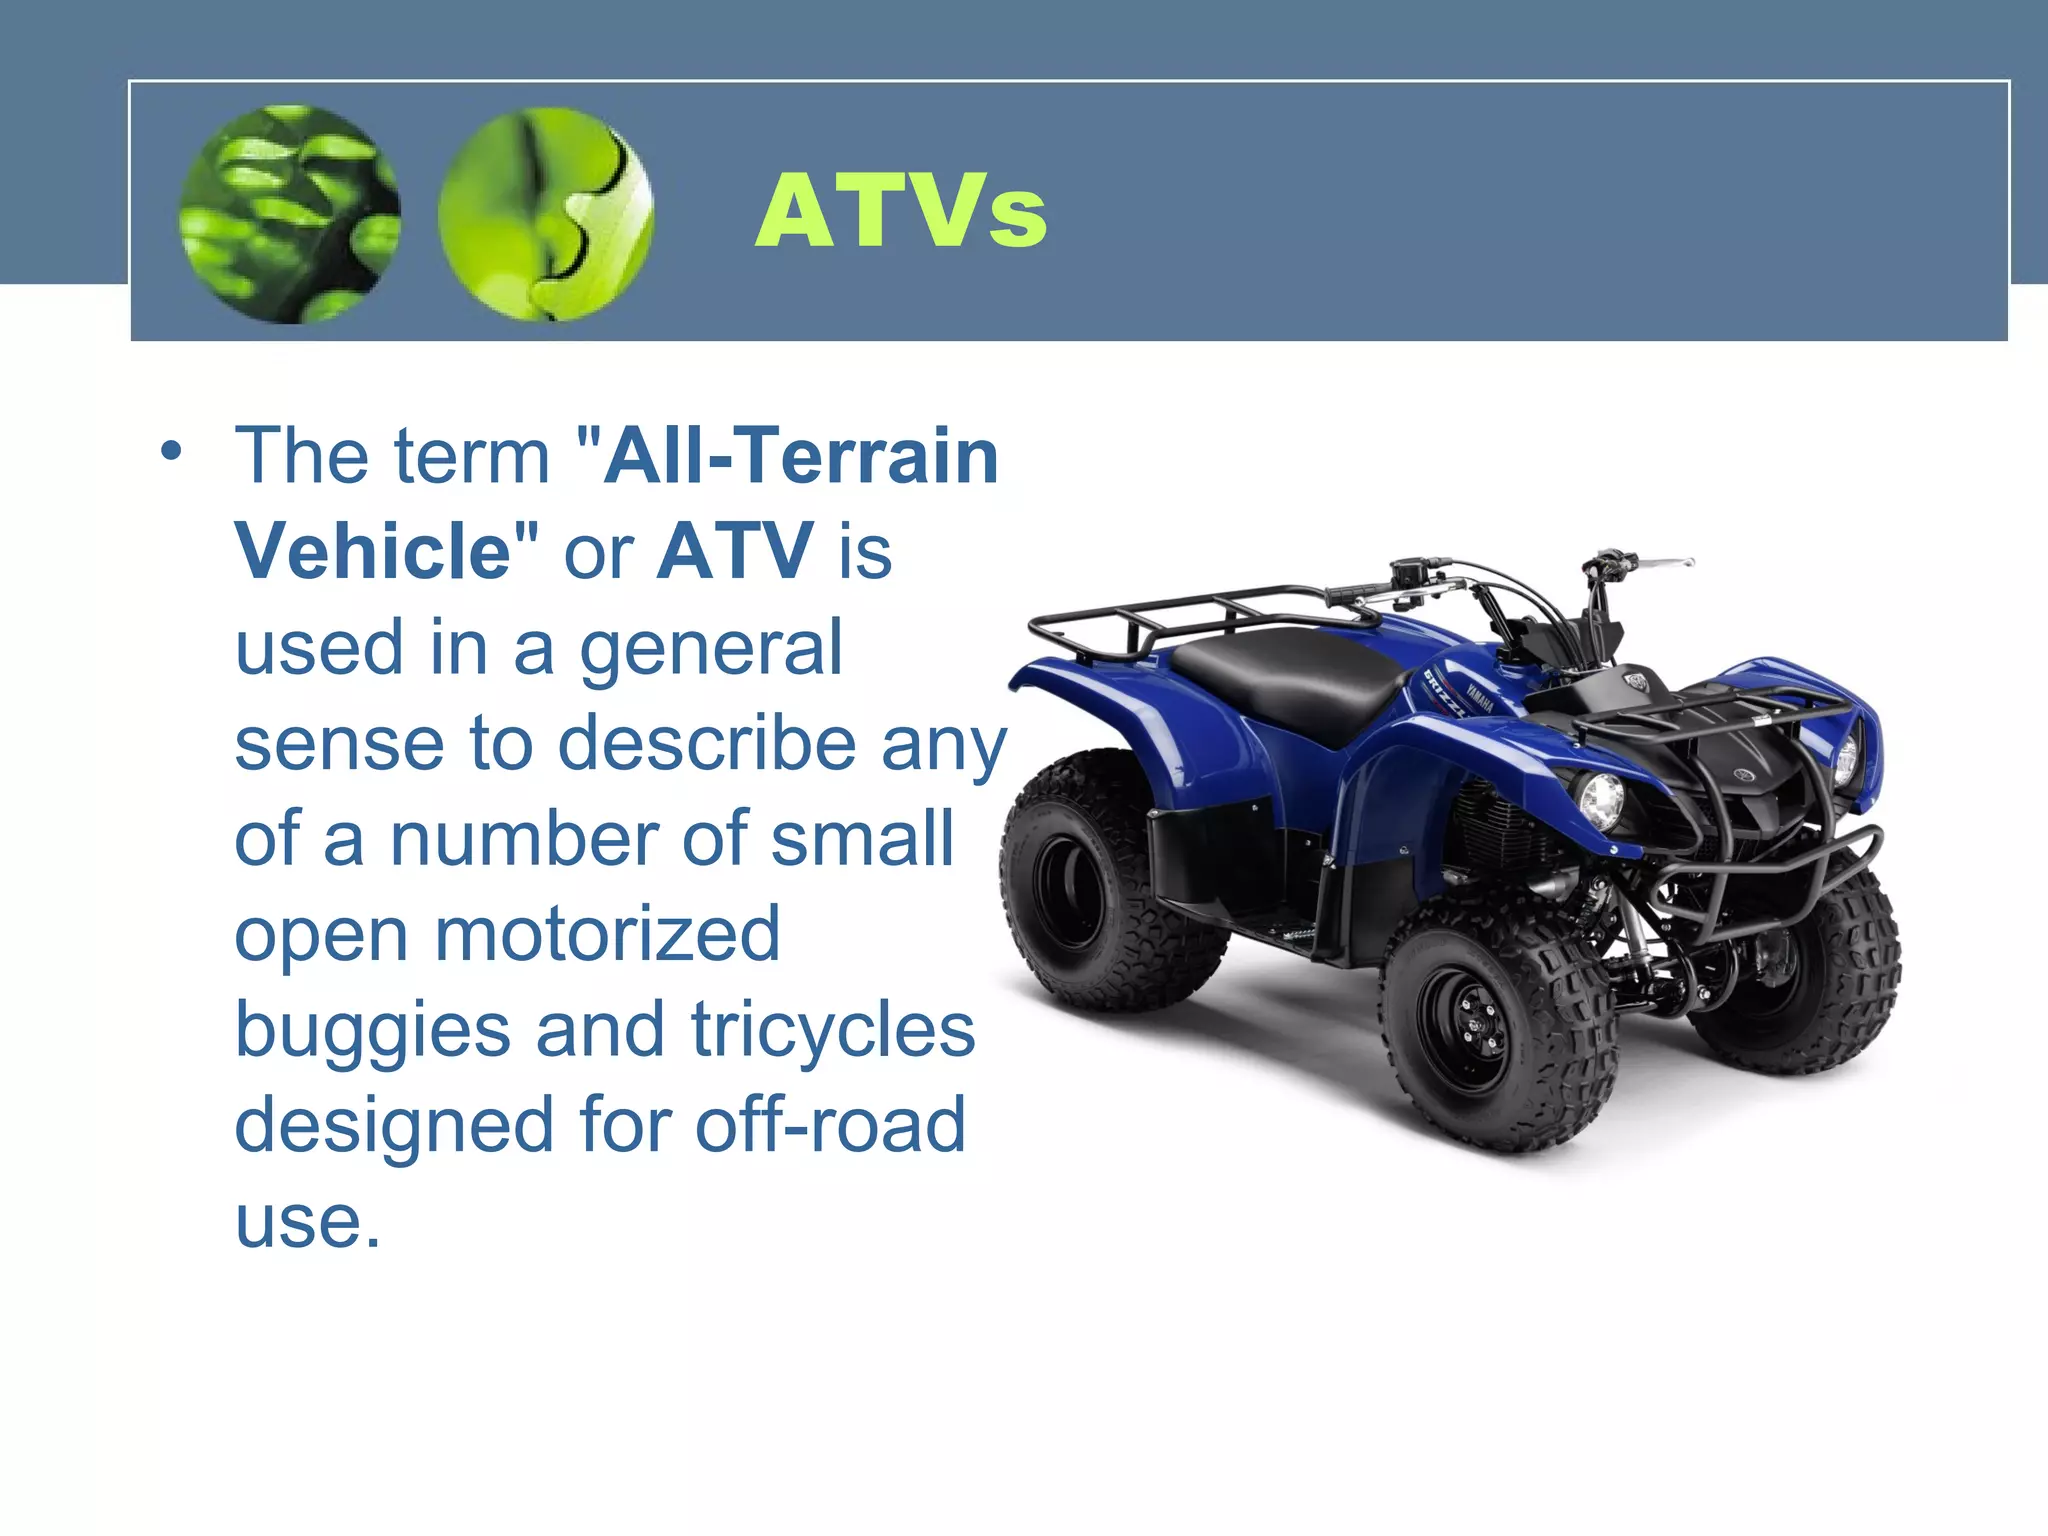 ATVs
• The term "All-Terrain
Vehicle" or ATV is
used in a general
sense to describe any
of a number of small
open motorized
buggies and tricycles
designed for off-road
use.
GRIZZL
YAMAHA